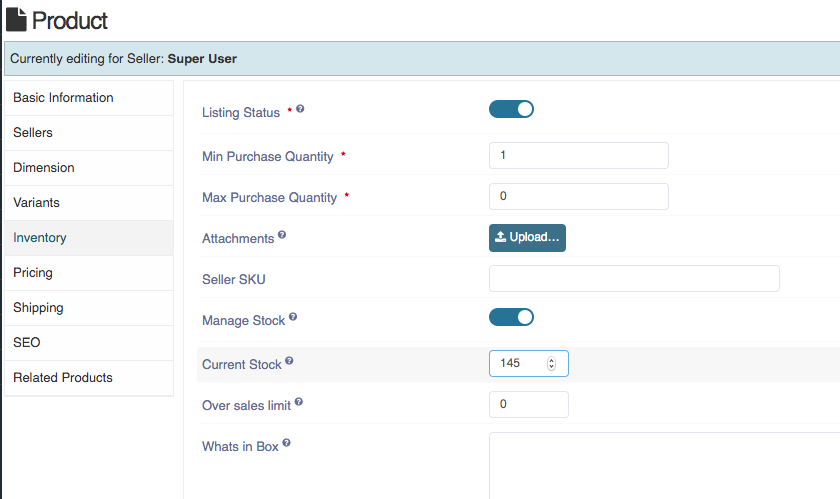 Product
Currently editing for Seller: Super User
Basic Information
Sellers
Dimension
Variants
Inventory
Pricing
Shipping
SEO
Related Products
Listing Status * ?
Min Purchase Quantity * 1
Max Purchase Quantity * 0
Attachments ? Upload...
Seller SKU
Manage Stock ?
Current Stock ? 145
Over sales limit ? 0
Whats in Box ?